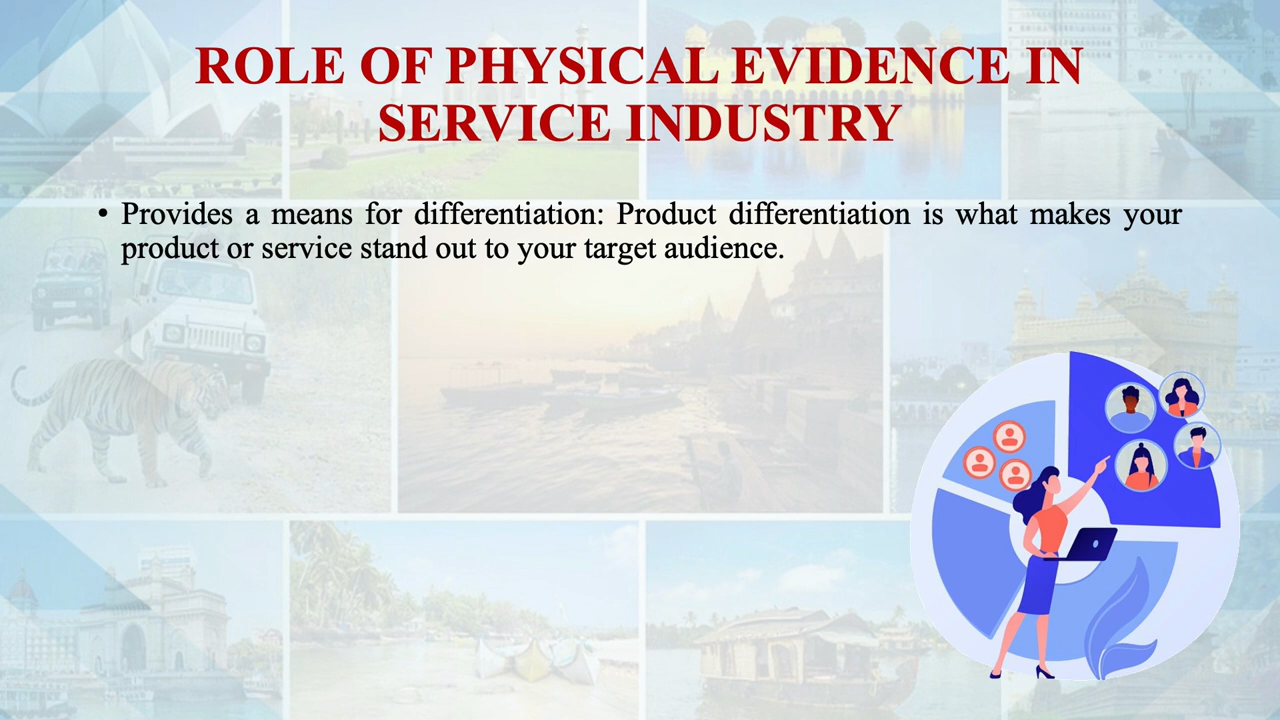 ROLE OF PHYSICAL EVIDENCE IN
SERVICE INDUSTRY
• Provides a means for differentiation: Product differentiation is what makes your
product or service stand out to your target audience.